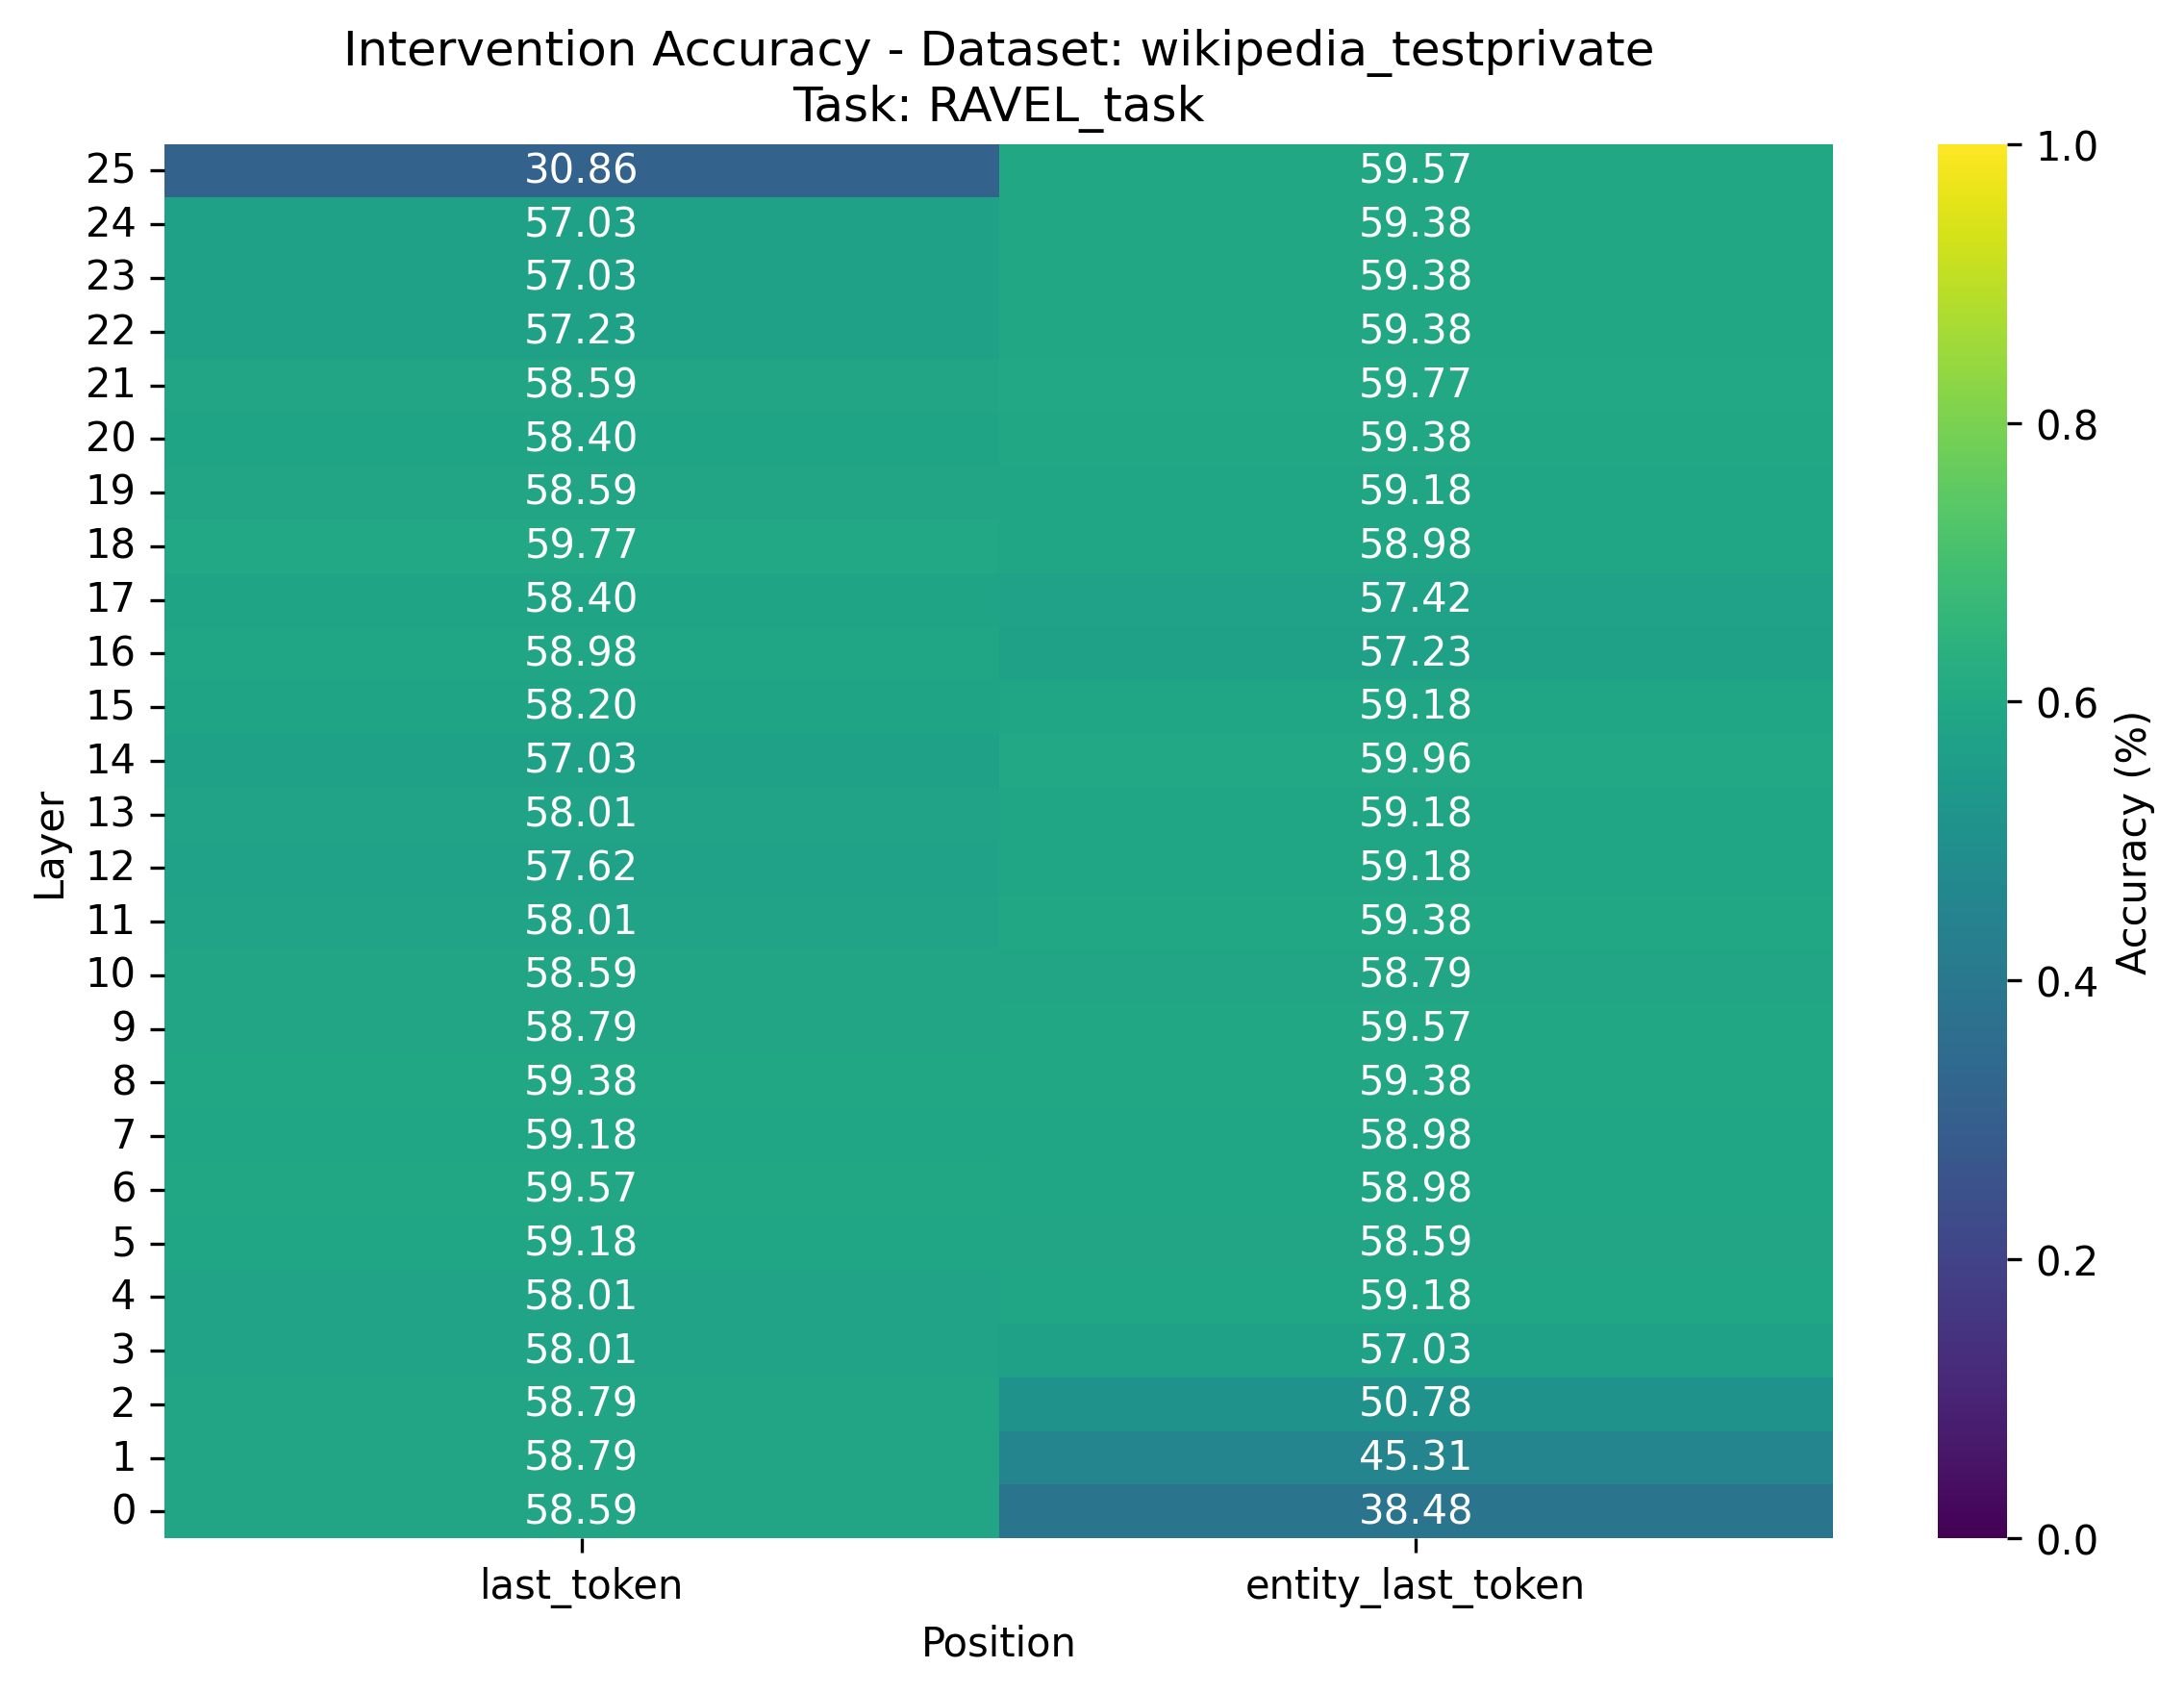 Intervention Accuracy - Dataset: wikipedia_testprivate
Task: RAVEL_task
25 30.86 59.57
24 57.03 59.38
23 57.03 59.38
22 57.23 59.38
21 58.59 59.77
20 58.40 59.38
19 58.59 59.18
18 59.77 58.98
17 58.40 57.42
16 58.98 57.23
15 58.20 59.18
14 57.03 59.96
13 58.01 59.18
12 57.62 59.18
11 58.01 59.38
10 58.59 58.79
9 58.79 59.57
8 59.38 59.38
7 59.18 58.98
6 59.57 58.98
5 59.18 58.59
4 58.01 59.18
3 58.01 57.03
2 58.79 50.78
1 58.79 45.31
0 58.59 38.48
Layer
last_token entity_last_token
Position
1.0
0.8
0.6
0.4
0.2
0.0
Accuracy (%)